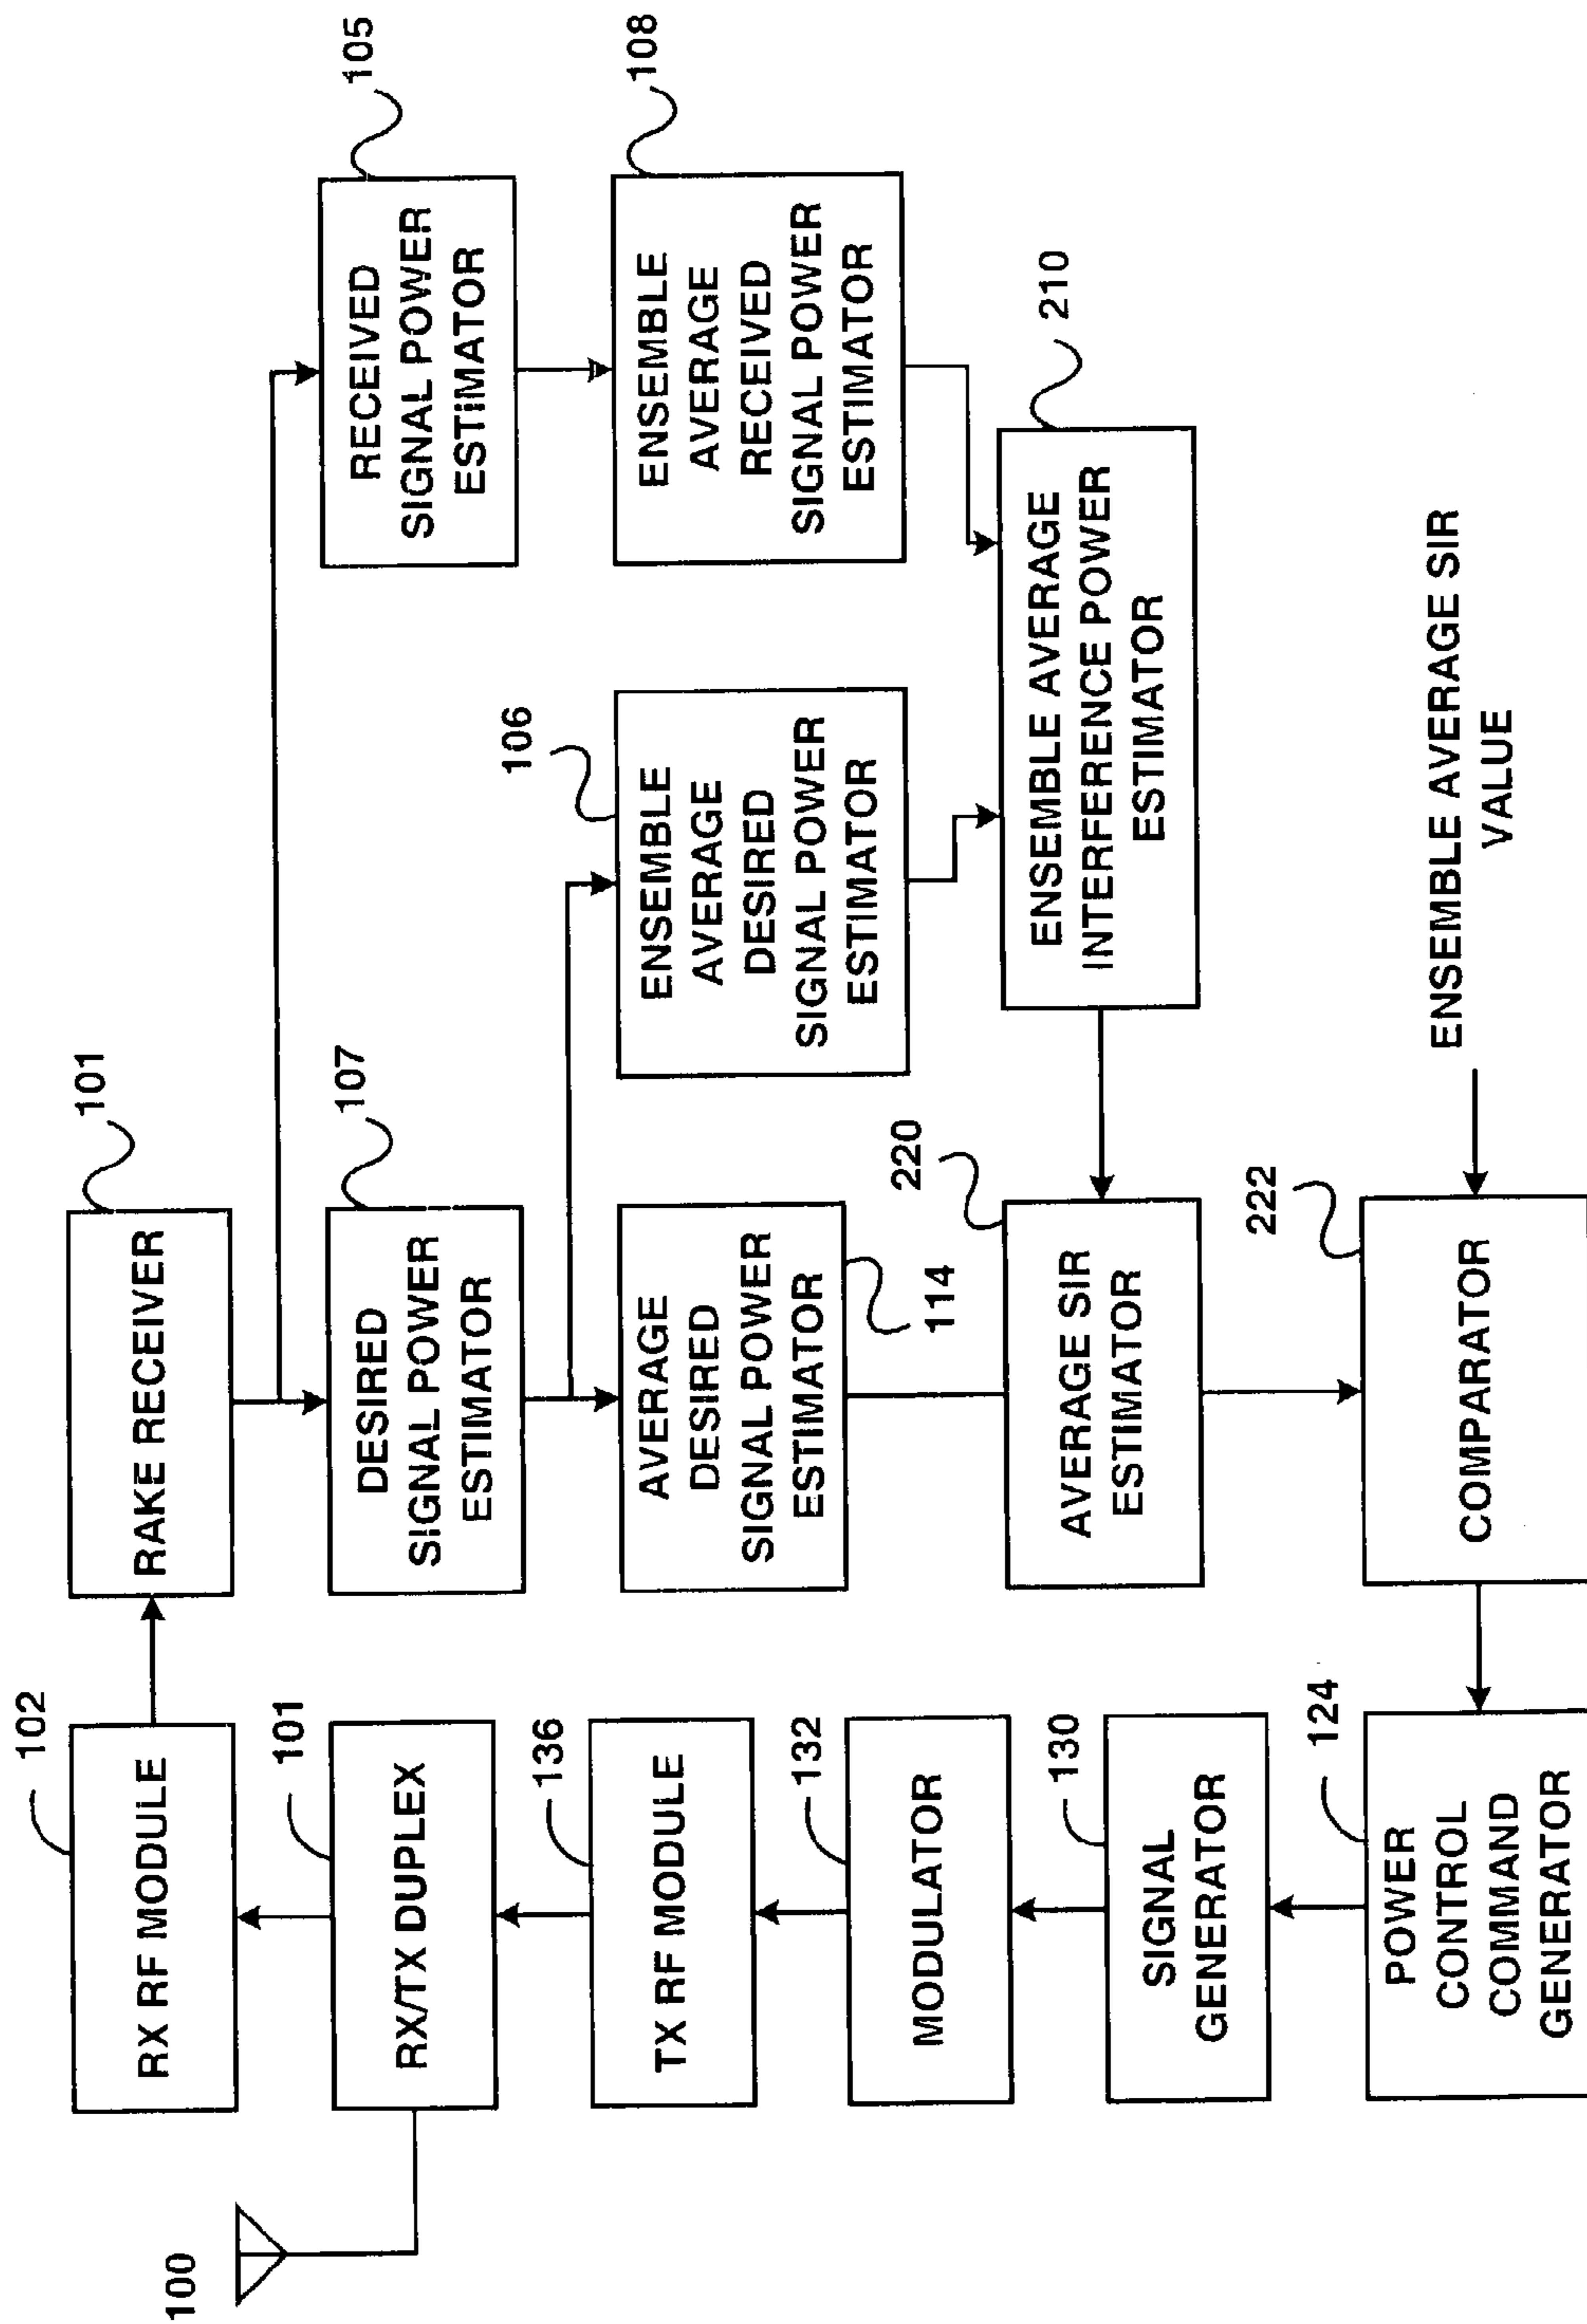 100
102
RX RF MODULE
101
RX/TX DUPLEX
136
TX RF MODULE
132
MODULATOR
130
SIGNAL
GENERATOR
124
POWER
CONTROL
COMMAND
GENERATOR
101
RAKE RECEIVER
107
DESIRED
SIGNAL POWER
ESTIMATOR
AVERAGE
DESIRED
SIGNAL POWER
ESTIMATOR
114
220
AVERAGE SIR
ESTIMATOR
222
COMPARATOR
105
RECEIVED
SIGNAL POWER
ESTIMATOR
108
ENSEMBLE
AVERAGE
RECEIVED
SIGNAL POWER
ESTIMATOR
106
ENSEMBLE
AVERAGE
DESIRED
SIGNAL POWER
ESTIMATOR
210
ENSEMBLE AVERAGE
INTERFERENCE POWER
ESTIMATOR
ENSEMBLE AVERAGE SIR
VALUE